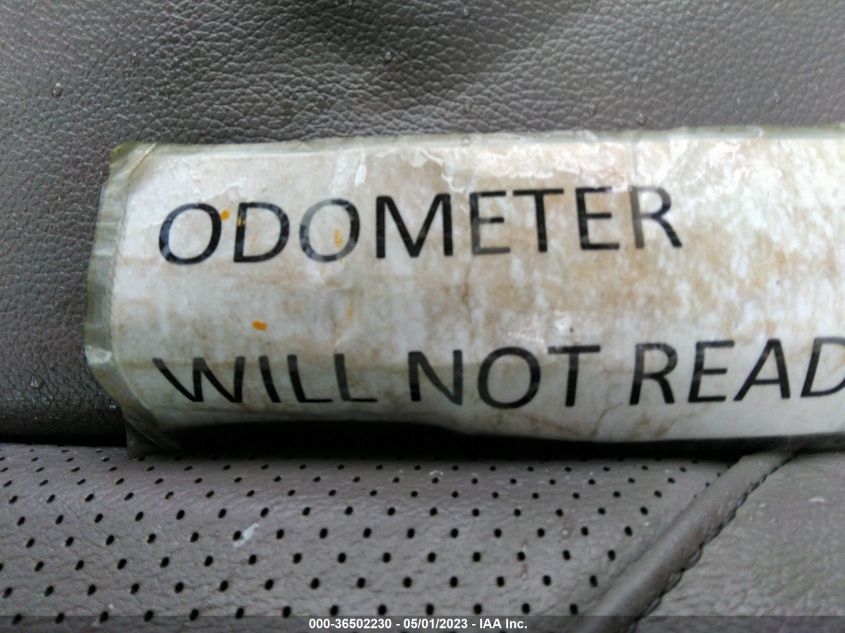 ODOMETER
WILL NOT READ
000-36502230 - 05/01/2023 - IAA Inc.